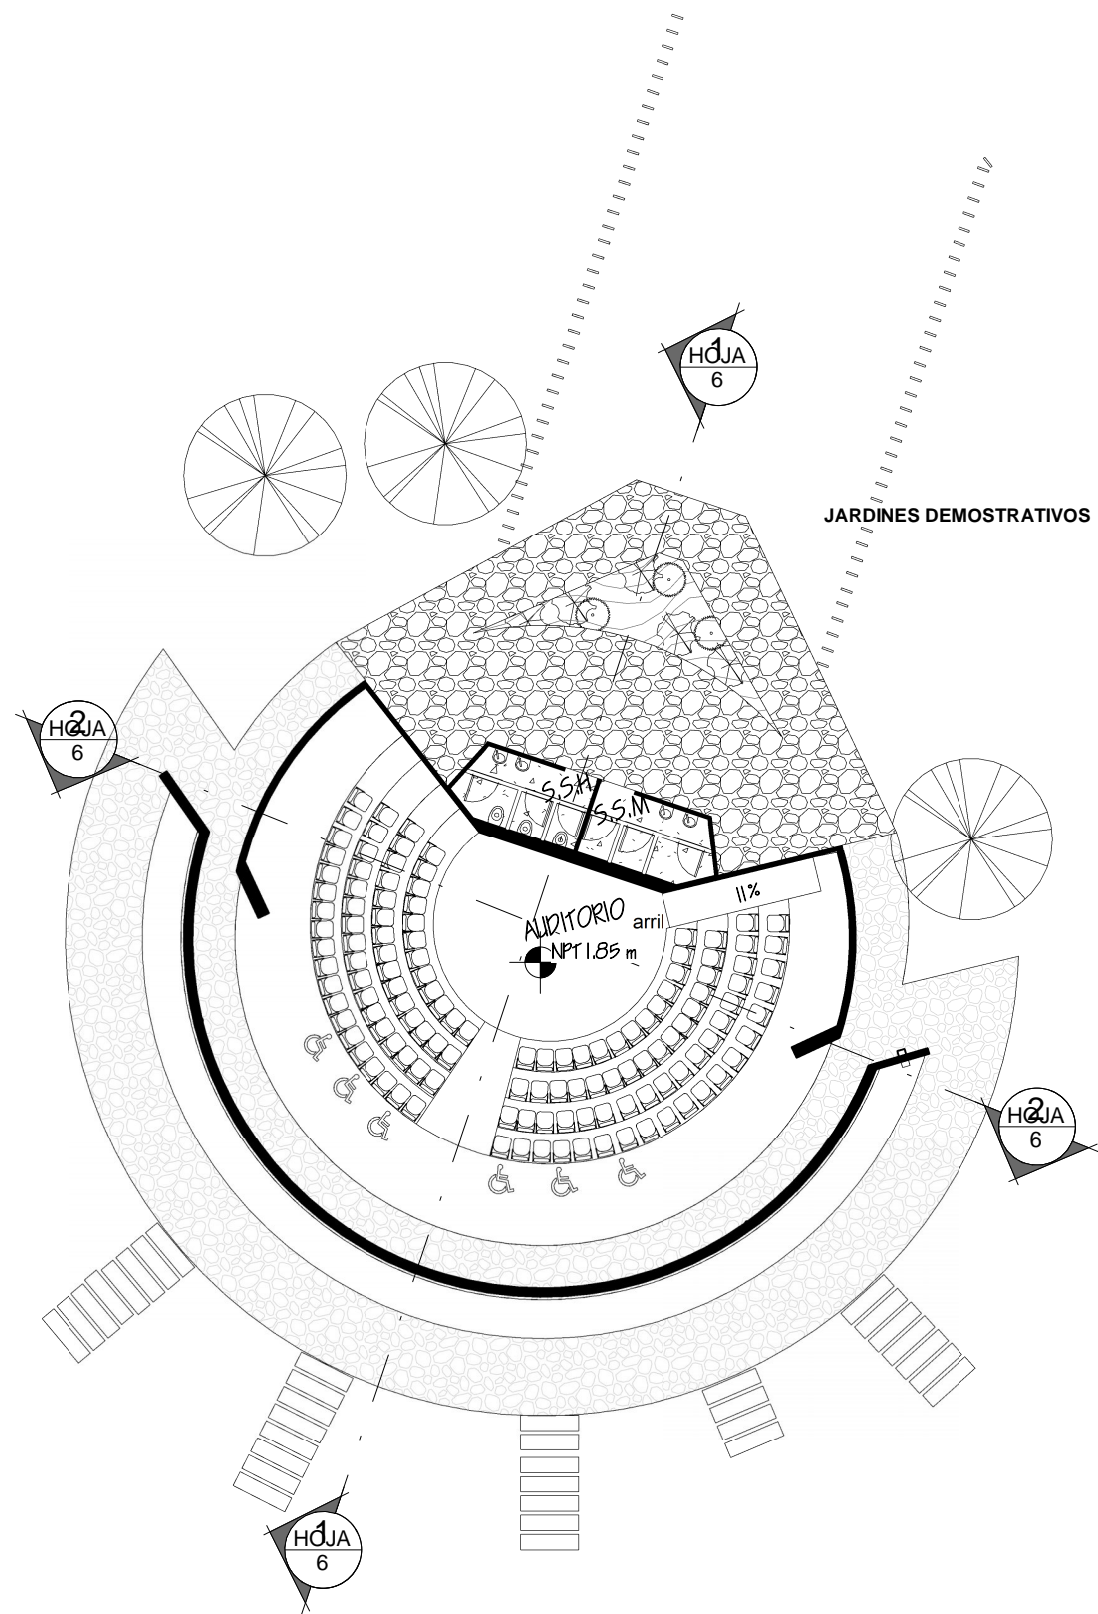 1
HOJA
6
JARDINES DEMOSTRATIVOS
2
HOJA
6
S.S.H
S.S.M
11%
AUDITORIO
arril
NPT 1.85 m
2
HOJA
6
1
HOJA
6